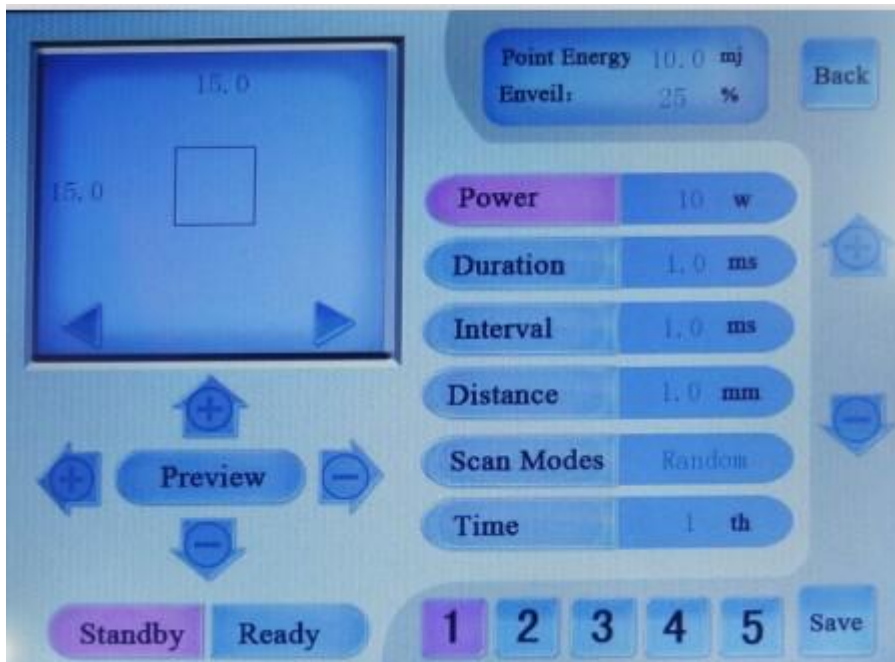 15.0
15.0
Point Energy 10.0 mj
Enveil: 25 %
Back
Power 10 w
Duration 1.0 ms
Interval 1.0 ms
Distance 1.0 mm
Scan Modes Random
Time 1 th
Preview
Standby Ready
1 2 3 4 5
Save